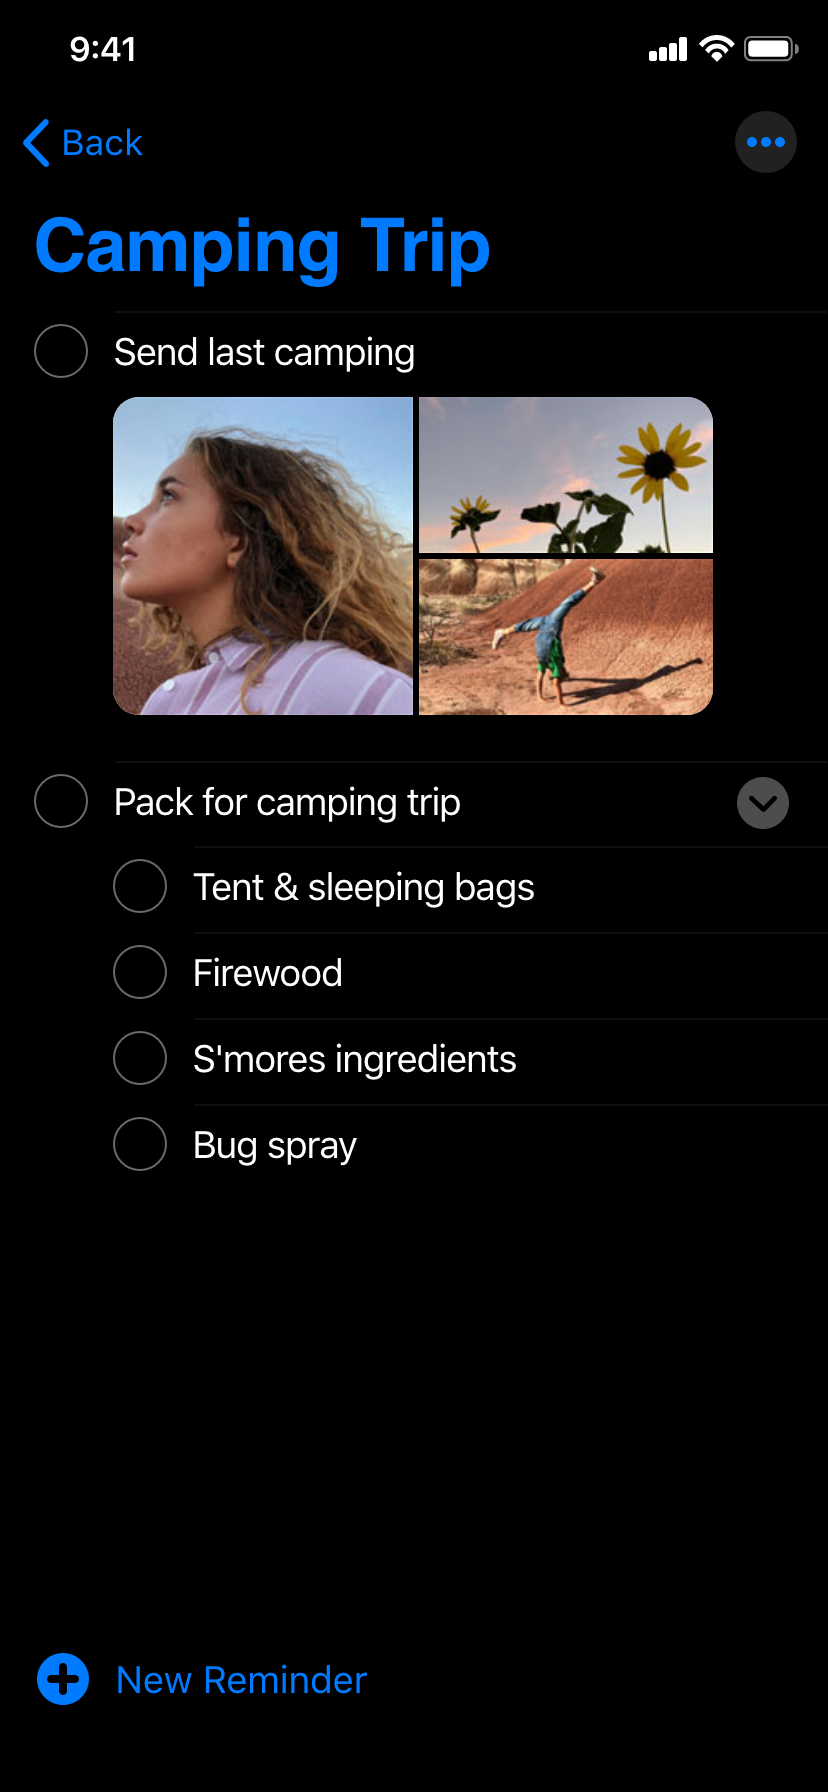 9:41
Back
Camping Trip
Send last camping
Pack for camping trip
Tent & sleeping bags
Firewood
S'mores ingredients
Bug spray
New Reminder